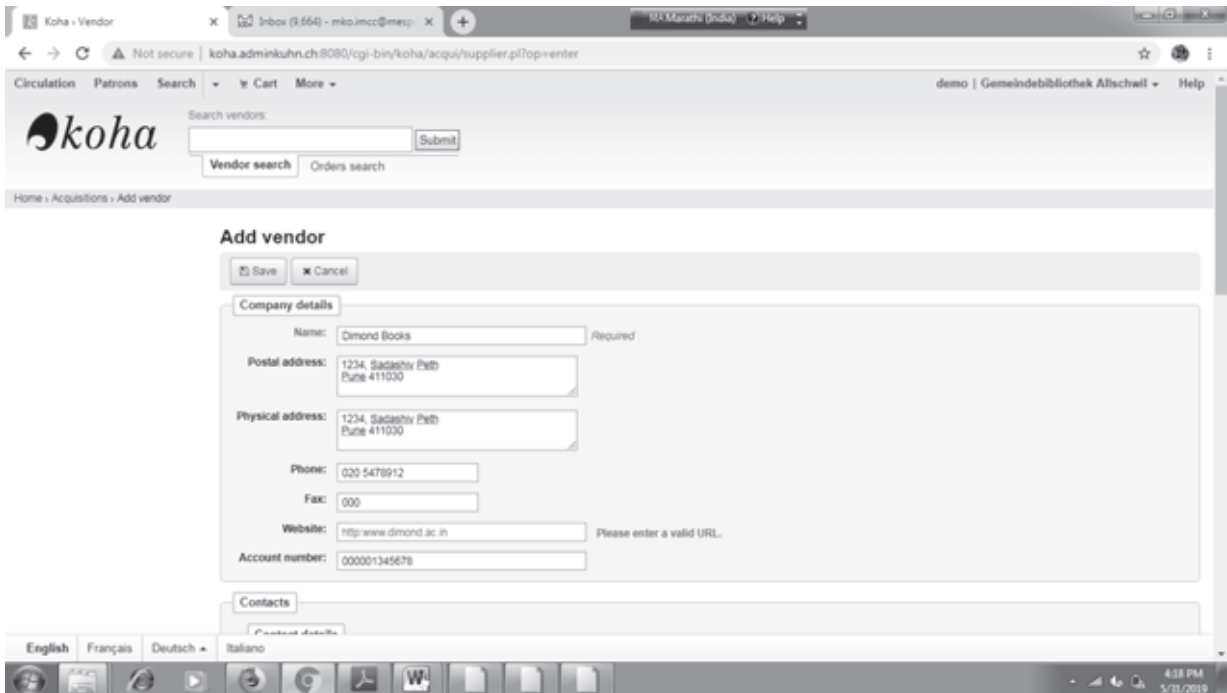 Koha › Vendor
Inbox (9,664) - mko.imcc@mesp
MA Marathi (India) Help
Not secure | koha.adminkuhn.ch:8080/cgi-bin/koha/acqui/supplier.pl?op=enter
Circulation Patrons Search Cart More demo | Gemeindebibliothek Allschwil Help
koha
Search vendors:
Submit
Vendor search Orders search
Home › Acquisitions › Add vendor
Add vendor
Save Cancel
Company details
Name: Dimond Books Required
Postal address: 1234, Sadashiv Peth
Pune 411030
Physical address: 1234, Sadashiv Peth
Pune 411030
Phone: 020 5478912
Fax: 000
Website: http:www.dimond.ac.in Please enter a valid URL.
Account number: 000001345678
Contacts
Contact details
English Français Deutsch Italiano
4:18 PM
5/31/2019